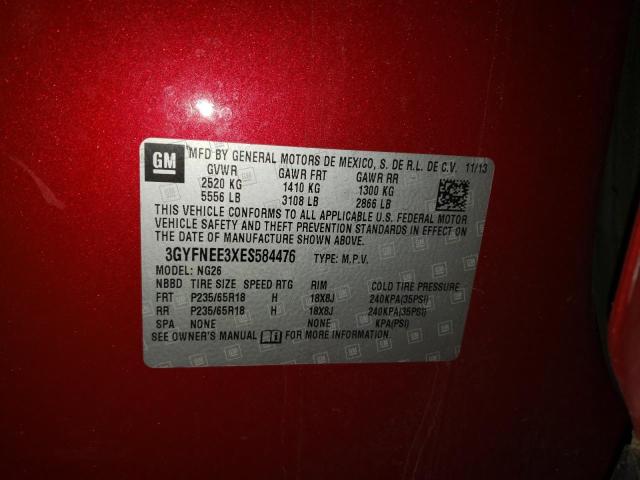 GM
MFD BY GENERAL MOTORS DE MEXICO, S. DE R.L. DE C.V. 11/13
GVWR GAWR FRT GAWR RR
2520 KG 1410 KG 1300 KG
5556 LB 3108 LB 2866 LB
THIS VEHICLE CONFORMS TO ALL APPLICABLE U.S. FEDERAL MOTOR
VEHICLE SAFETY AND THEFT PREVENTION STANDARDS IN EFFECT ON
THE DATE OF MANUFACTURE SHOWN ABOVE.
3GYFNEE3XES584476 TYPE: M.P.V.
MODEL: NG26
NBBD TIRE SIZE SPEED RTG RIM COLD TIRE PRESSURE
FRT P235/65R18 H 18X8J 240KPA(35PSI)
RR P235/65R18 H 18X8J 240KPA(35PSI)
SPA NONE NONE KPA(PSI)
SEE OWNER'S MANUAL FOR MORE INFORMATION.